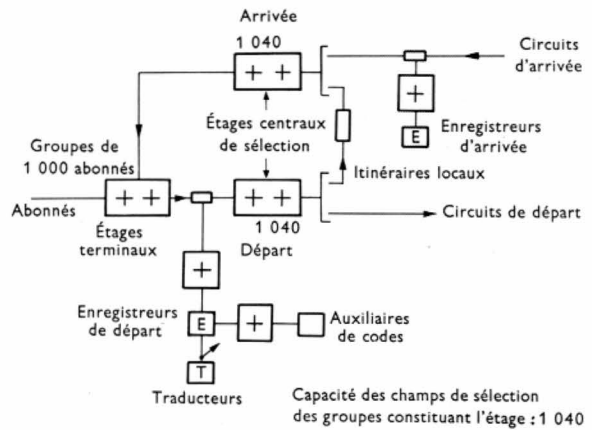 Arrivée
1 040
Circuits
d'arrivée
Étages centraux
de sélection
E
Enregistreurs
d'arrivée
Groupes de
1 000 abonnés
Itinéraires locaux
Abonnés
Circuits de départ
1 040
Étages
terminaux
Départ
Enregistreurs
de départ
E
Auxiliaires
de codes
T
Traducteurs
Capacité des champs de sélection
des groupes constituant l'étage : 1 040